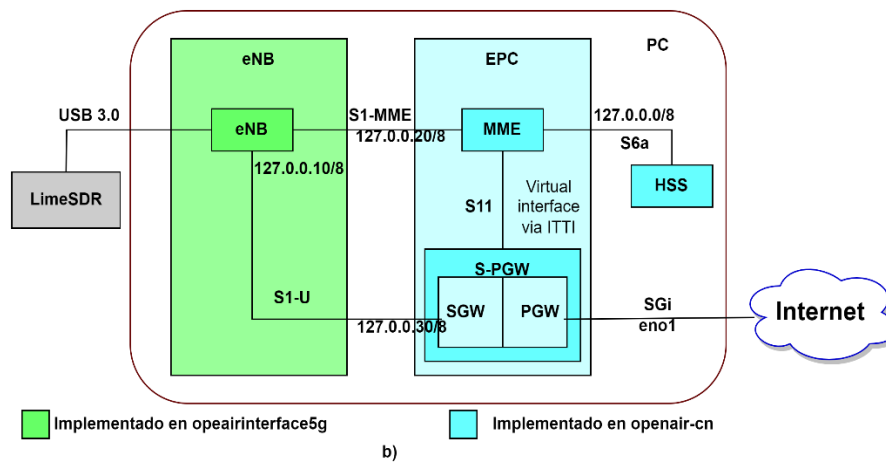 eNB
EPC
PC
USB 3.0
S1-MME
127.0.0.0/8
eNB
MME
127.0.0.20/8
S6a
127.0.0.10/8
LimeSDR
HSS
S11
Virtual
interface
via ITTI
S-PGW
S1-U
SGW
PGW
SGi
Internet
127.0.0.30/8
eno1
Implementado en opeairinterface5g
Implementado en openair-cn
b)